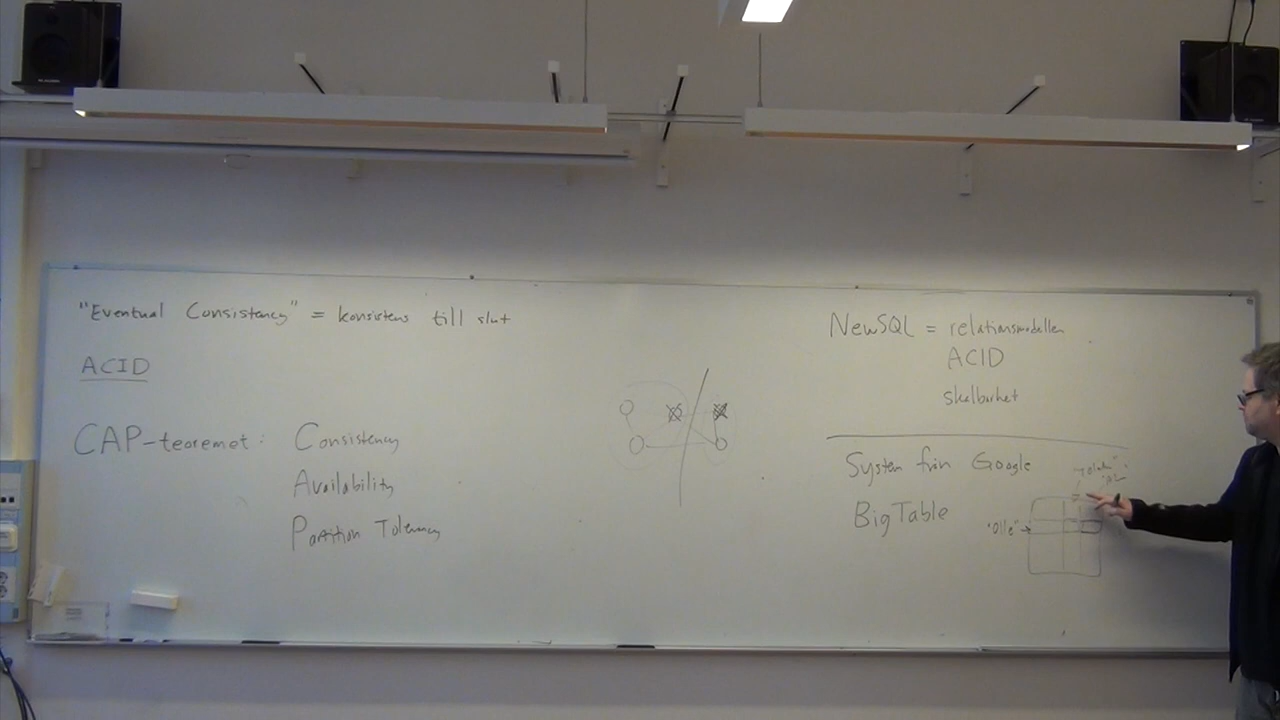 "Eventual Consistency" = konsistens till slut
ACID
CAP-teoremet: Consistency
Availability
Partition Tolerancy
NewSQL = relationsmodellen
ACID
skalbarhet
System från Google
BigTable
"Olle"